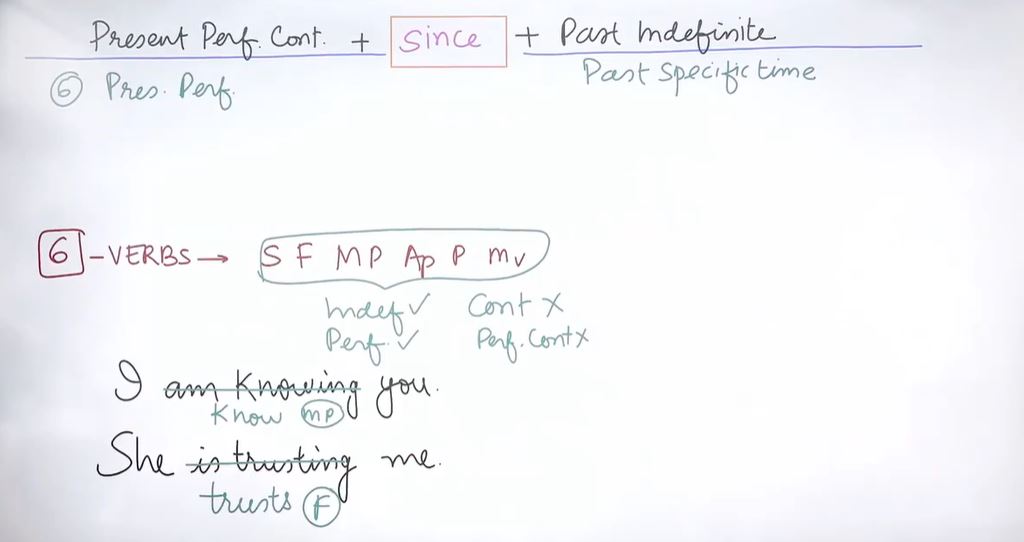 Present Perf. Cont. + Since + Past Indefinite
⑥ Pres. Perf. Past Specific time
6 -VERBS→ S F MP Ap P mv
Indef ✓ Cont X
Perf. ✓ Perf. Cont X
I am Knowing you.
Know MP
She is trusting me.
trusts F